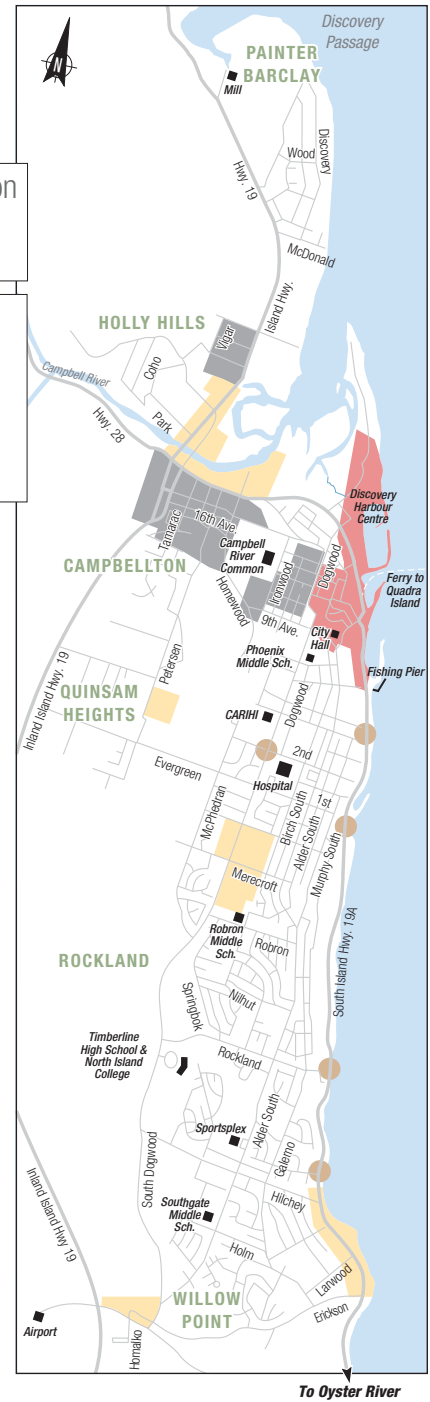 Discovery
Passage
PAINTER
BARCLAY
N
Mill
Wood
Discovery
Hwy. 19
McDonald
on
Island Hwy.
HOLLY HILLS
Vigar
Coho
Campbell River
Park
Hwy. 28
Discovery
Harbour
Centre
16th Ave.
Tamarac
Campbell
River
Common
Dogwood
Ironwood
CAMPBELLTON
Homewood
Ferry to
Quadra
Island
9th Ave.
City
Hall
Phoenix
Middle Sch.
Fishing Pier
Petersen
Inland Island Hwy. 19
QUINSAM
HEIGHTS
CARIHI
Dogwood
2nd
Evergreen
Hospital
1st
McPhedran
Birch South
Alder South
Murphy South
Merecroft
Robron
Middle
Sch.
Robron
South Island Hwy. 19A
ROCKLAND
Springbok
Nilhut
Timberline
High School &
North Island
College
Rockland
Sportsplex
Alder South
Galerno
South Dogwood
Inland Island Hwy 19
Hilchey
Southgate
Middle
Sch.
Holm
Larwood
WILLOW
POINT
Erickson
Airport
Homalko
To Oyster River